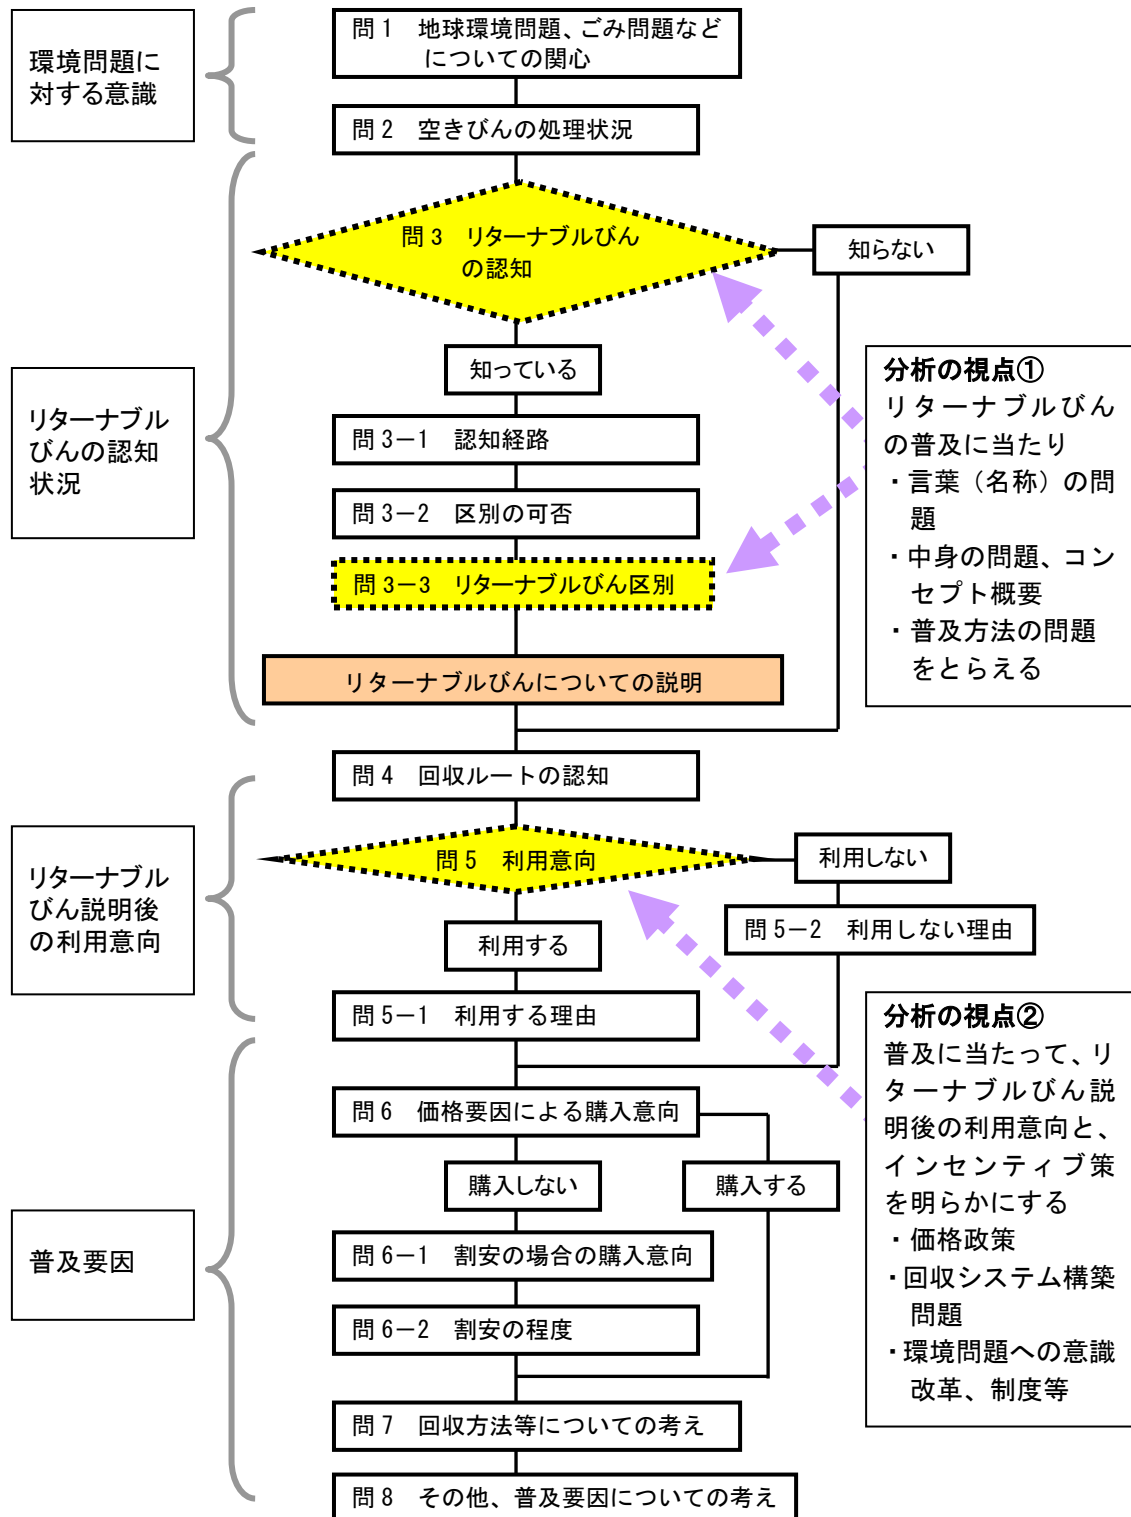 環境問題に
対する意識
問1　地球環境問題、ごみ問題など
についての関心
問2　空きびんの処理状況
リターナブル
びんの認知
状況
問3　リターナブルびん
の認知
知らない
知っている
問3－1　認知経路
問3－2　区別の可否
問3－3　リターナブルびん区別
リターナブルびんについての説明
分析の視点①
リターナブルびん
の普及に当たり
・言葉（名称）の問
題
・中身の問題、コン
セプト概要
・普及方法の問題
をとらえる
リターナブル
びん説明後
の利用意向
問4　回収ルートの認知
問5　利用意向
利用しない
問5－2　利用しない理由
利用する
問5－1　利用する理由
分析の視点②
普及に当たって、リ
ターナブルびん説
明後の利用意向と、
インセンティブ策
を明らかにする
・価格政策
・回収システム構築
問題
・環境問題への意識
改革、制度等
普及要因
問6　価格要因による購入意向
購入しない
購入する
問6－1　割安の場合の購入意向
問6－2　割安の程度
問7　回収方法等についての考え
問8　その他、普及要因についての考え